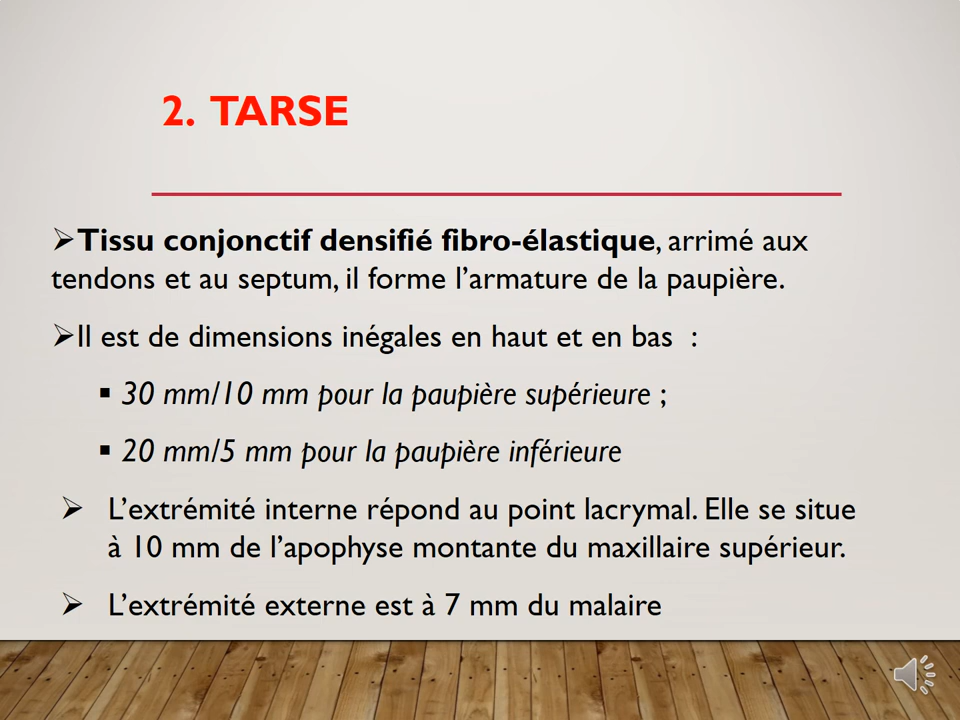 2. TARSE
➢Tissu conjonctif densifié fibro-élastique, arrimé aux
tendons et au septum, il forme l’armature de la paupière.
➢Il est de dimensions inégales en haut et en bas :
▪ 30 mm/10 mm pour la paupière supérieure ;
▪ 20 mm/5 mm pour la paupière inférieure
➢ L’extrémité interne répond au point lacrymal. Elle se situe
à 10 mm de l’apophyse montante du maxillaire supérieur.
➢ L’extrémité externe est à 7 mm du malaire